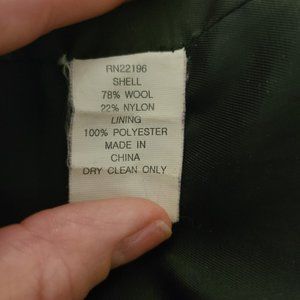 RN22196
SHELL
78% WOOL
22% NYLON
LINING
100% POLYESTER
MADE IN
CHINA
DRY CLEAN ONLY